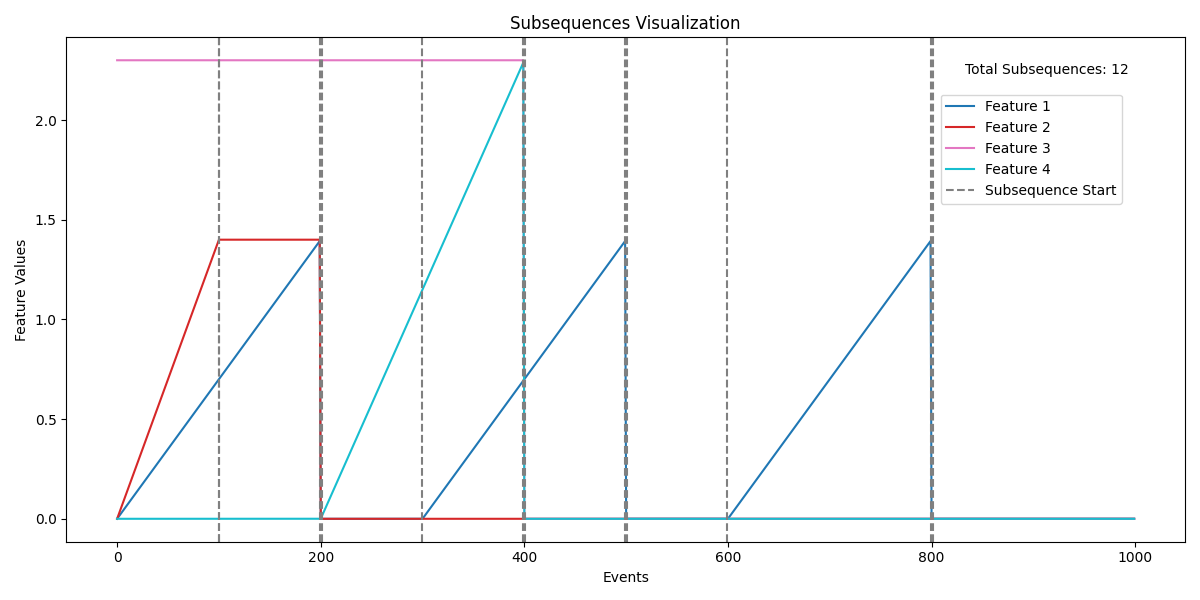 Subsequences Visualization
Total Subsequences: 12
Feature 1
Feature 2
Feature 3
Feature 4
Subsequence Start
Feature Values
2.0
1.5
1.0
0.5
0.0
0 200 400 600 800 1000
Events